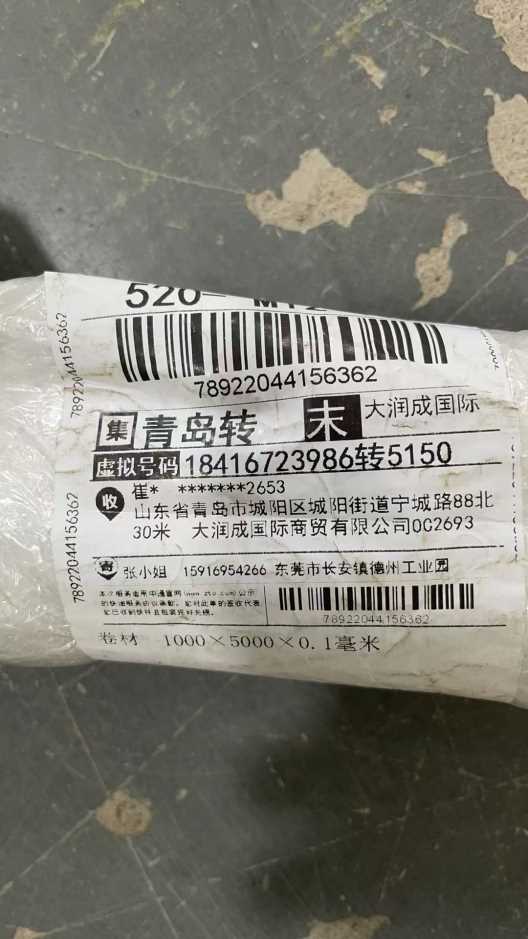 520-
78922044156362
78922044156362
集 青岛转 末 大润成国际
虚拟号码 18416723986转5150
收 崔* *******2653
山东省青岛市城阳区城阳街道宁城路88北
30米 大润成国际商贸有限公司0C2693
78922044156362
寄 张小姐 15916954266 东莞市长安镇德州工业园
78922044156362
卷材 1000×5000×0.1毫米